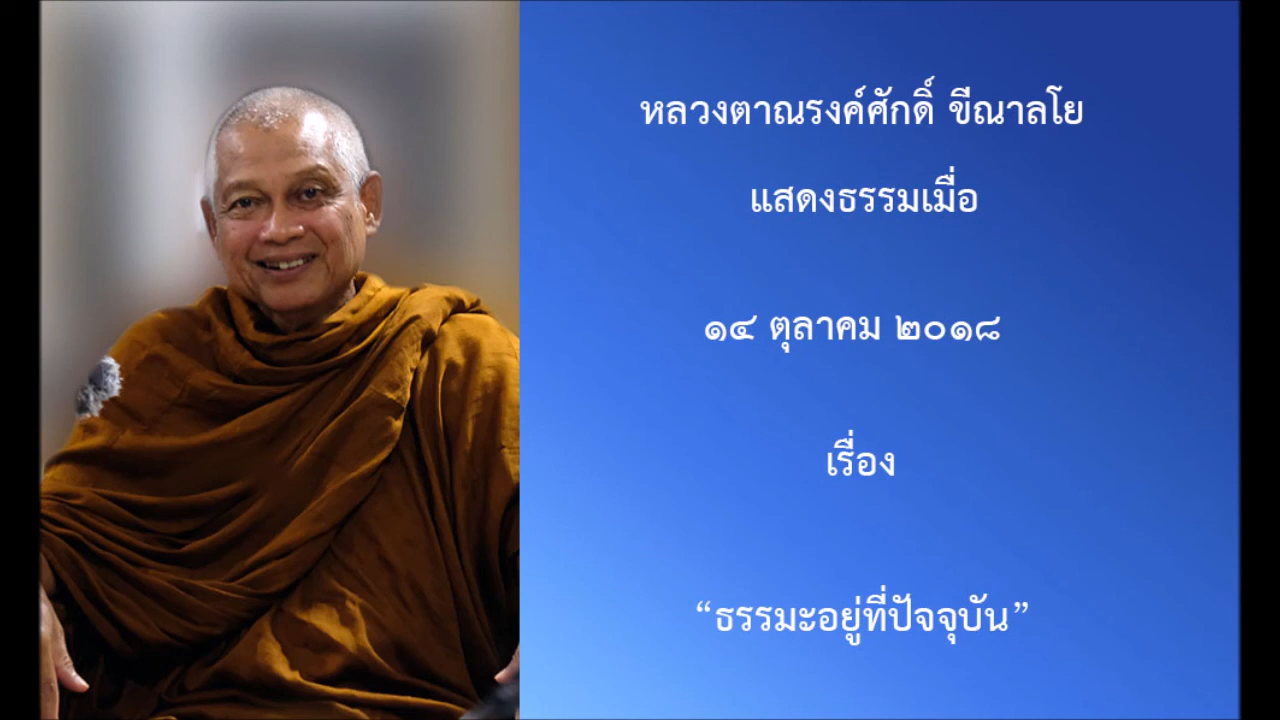 หลวงตาณรงค์ศักดิ์ ขีณาลโย
แสดงธรรมเมื่อ
๑๔ ตุลาคม ๒๐๑๘
เรื่อง
“ธรรมะอยู่ที่ปัจจุบัน”